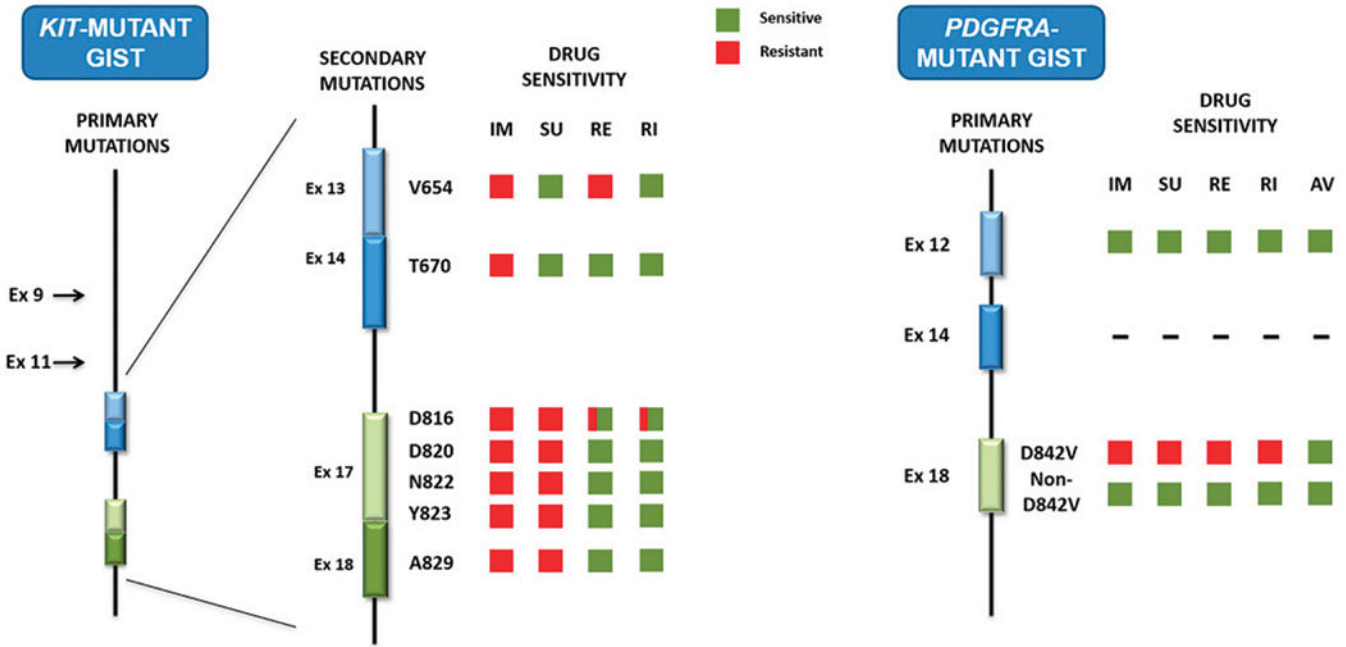 KIT-MUTANT
GIST
PRIMARY
MUTATIONS
Ex 9
Ex 11
SECONDARY
MUTATIONS
DRUG
SENSITIVITY
IM SU RE RI
Ex 13 V654
Ex 14 T670
D816
D820
Ex 17
N822
Y823
Ex 18 A829
Sensitive
Resistant
PDGFRA-
MUTANT GIST
PRIMARY
MUTATIONS
DRUG
SENSITIVITY
IM SU RE RI AV
Ex 12
Ex 14 – – – – –
Ex 18
D842V
Non-
D842V